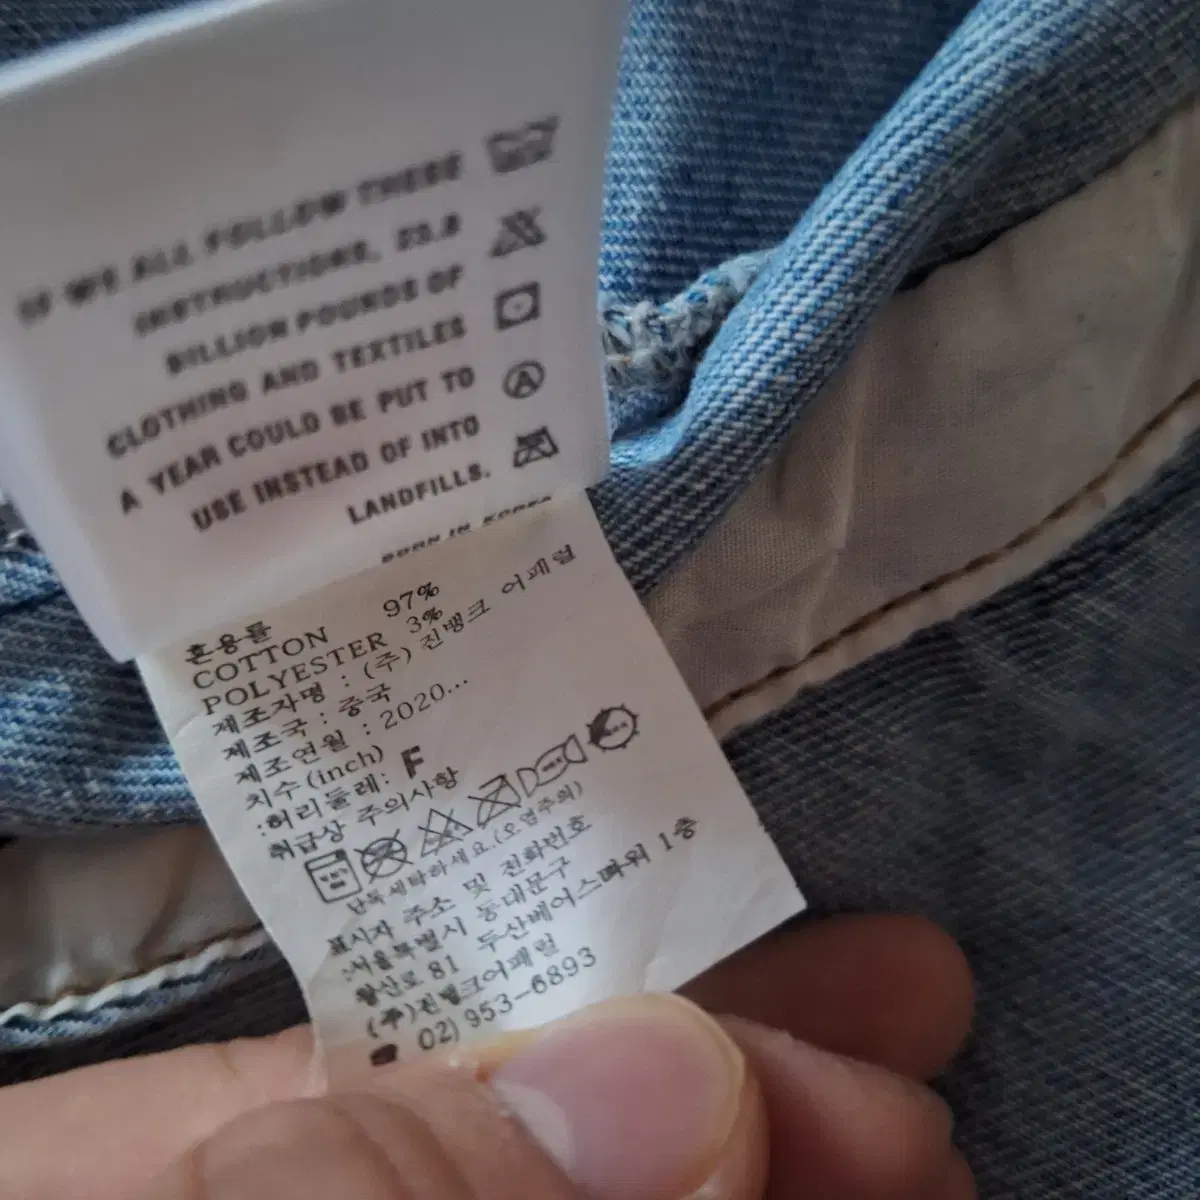 IF WE ALL FOLLOW THERE
INSTRUCTIONS, 23.8
BILLION POUNDS OF
CLOTHING AND TEXTILES
A YEAR COULD BE PUT TO
USE INSTEAD OF INTO
LANDFILLS.
BORN IN KOREA
A
혼용률
COTTON 97%
POLYESTER 3%
제조자명 : (주) 진뱅크 어패럴
제조국 : 중국
제조연월 : 2020...
치수(inch)
:허리둘레: F
취급상 주의사항
단독세탁하세요.(오염주의)
표시자 주소 및 전화번호
:서울특별시 동대문구
왕산로 81 두산베어스타워 1층
(주)진뱅크어패럴
☎ 02) 953-6893